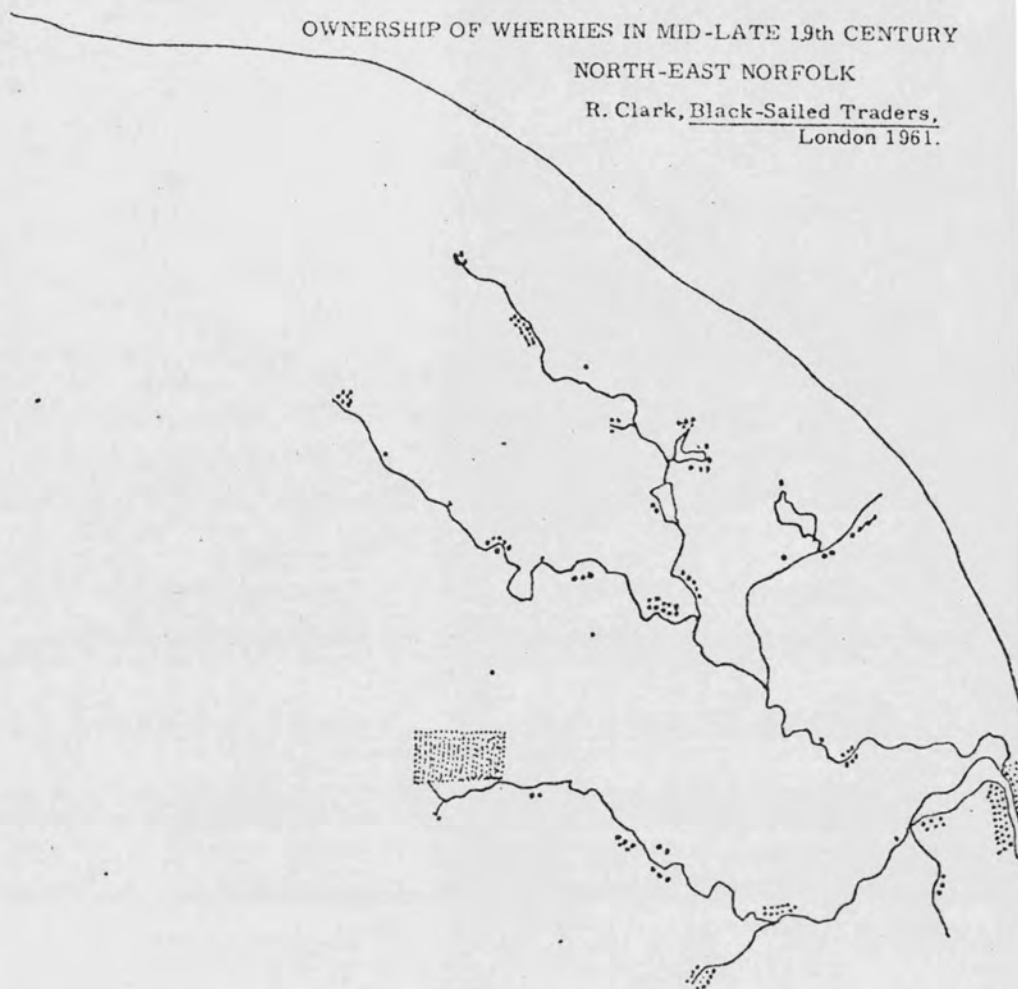 OWNERSHIP OF WHERRIES IN MID-LATE 19th CENTURY
NORTH-EAST NORFOLK
R. Clark, Black-Sailed Traders,
London 1961.